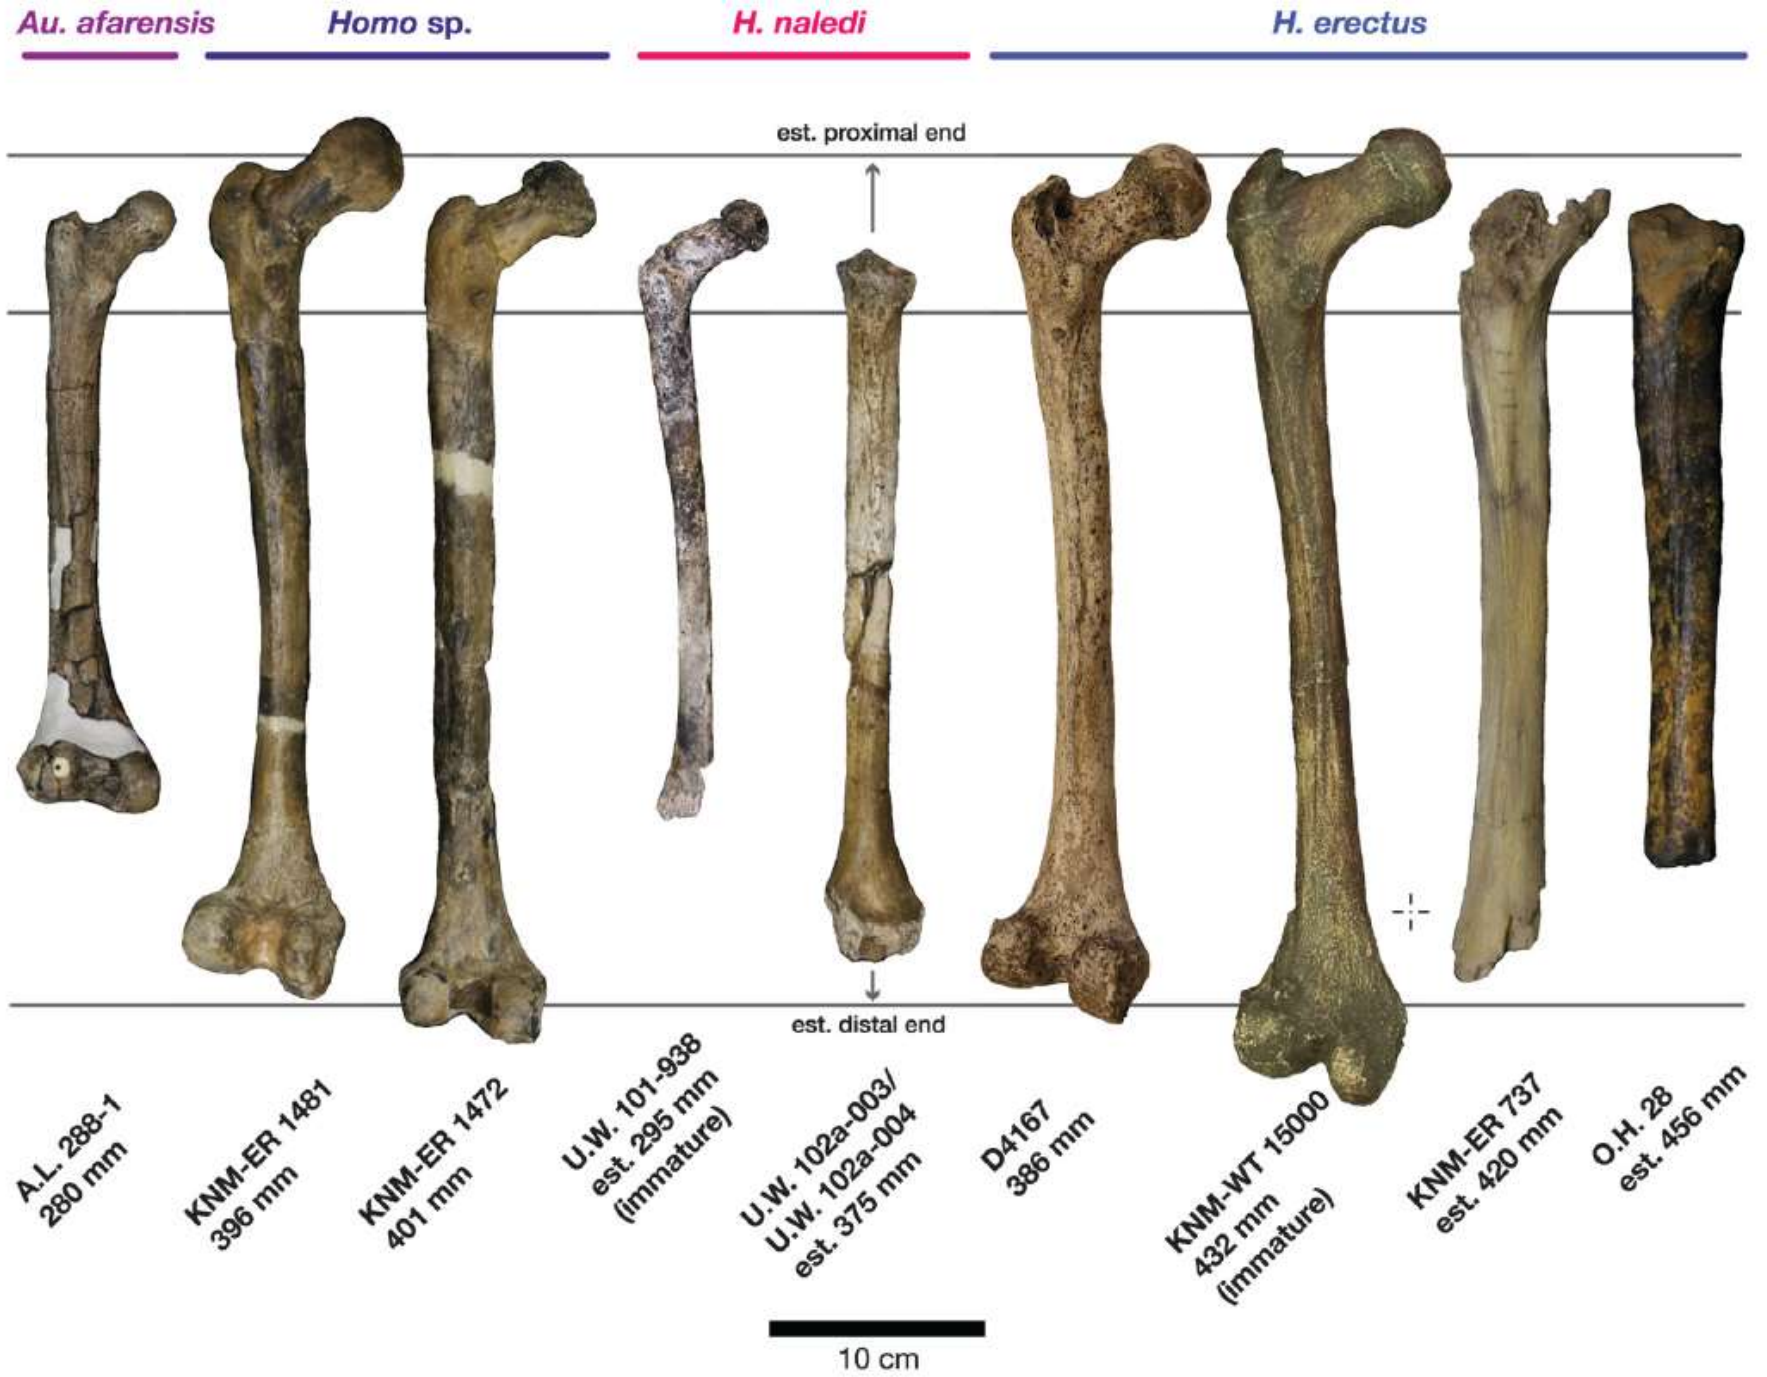 Au. afarensis
Homo sp.
H. naledi
H. erectus
est. proximal end
est. distal end
A.L. 288-1
280 mm
KNM-ER 1481
396 mm
KNM-ER 1472
401 mm
U.W. 101-938
est. 295 mm
(immature)
U.W. 102a-003/
U.W. 102a-004
est. 375 mm
D4167
386 mm
KNM-WT 15000
432 mm
(immature)
KNM-ER 737
est. 420 mm
O.H. 28
est. 456 mm
10 cm